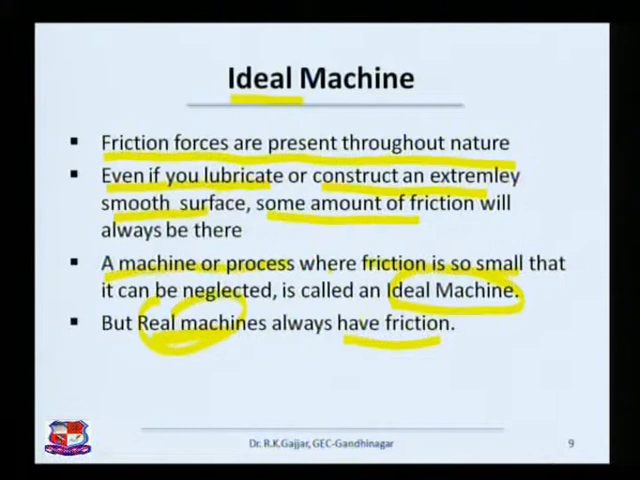 Ideal Machine
▪ Friction forces are present throughout nature
▪ Even if you lubricate or construct an extremley
smooth surface, some amount of friction will
always be there
▪ A machine or process where friction is so small that
it can be neglected, is called an Ideal Machine.
▪ But Real machines always have friction.
Dr. R.K.Gajjar, GEC-Gandhinagar
9